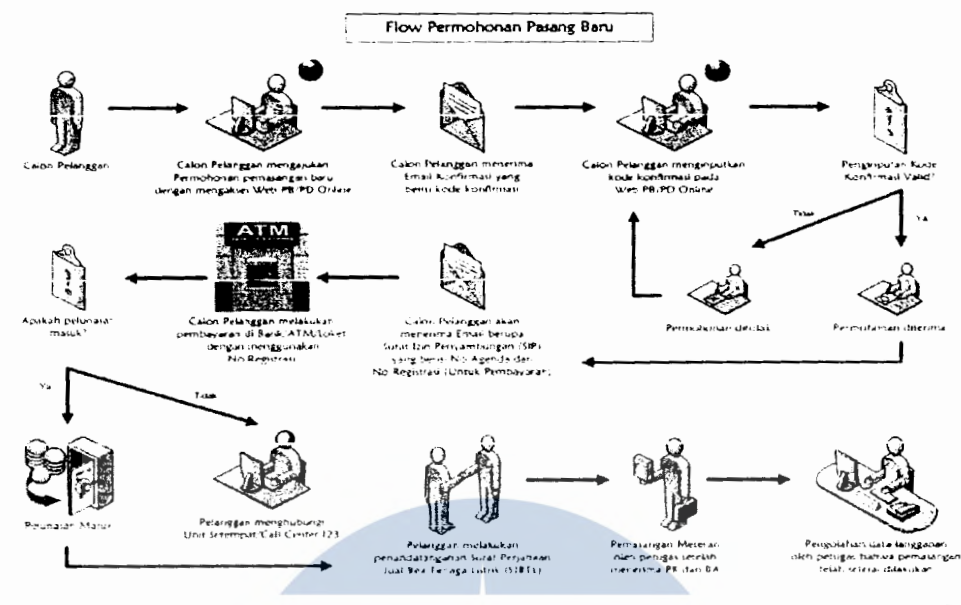 Flow Permohonan Pasang Baru
Calon Pelanggan
Calon Pelanggan mengajukan
Permohonan pemasangan baru
dengan mengakses Web PB/PD Online
Calon Pelanggan menerima
Email Konfirmasi yang
berisi kode konfirmasi
Calon Pelanggan menginputkan
kode konfirmasi pada
Web PB/PD Online
Penginputan Kode
Konfirmasi Valid?
Tidak
Ya
Permohonan ditolak
Permohonan diterima
Calon Pelanggan akan
menerima Email berupa
Surat Izin Penyambungan (SIP)
yang berisi No Agenda dan
No Registrasi (Untuk Pembayaran)
ATM
Calon Pelanggan melakukan
pembayaran di Bank/ATM/Loket
dengan menggunakan
No Registrasi
Apakah pelunasan
masuk?
Ya
Tidak
Pelunasan Masuk
Pelanggan menghubungi
Unit Setempat/Call Center 123
Pelanggan melakukan
penandatanganan Surat Perjanjian
Jual Beli Tenaga Listrik (SPJBTL)
Pemasangan Meteran
oleh petugas setelah
menerima PK dan BA
Pengolahan data langganan
oleh petugas bahwa pemasangan
telah selesai dilakukan